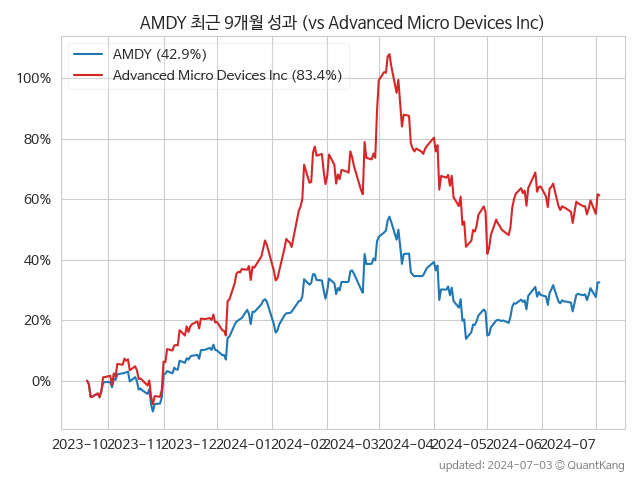 AMDY 최근 9개월 성과 (vs Advanced Micro Devices Inc)
AMDY (42.9%)
Advanced Micro Devices Inc (83.4%)
100%
80%
60%
40%
20%
0%
2023-10 2023-11 2023-12 2024-01 2024-02 2024-03 2024-04 2024-05 2024-06 2024-07
updated: 2024-07-03 © QuantKang